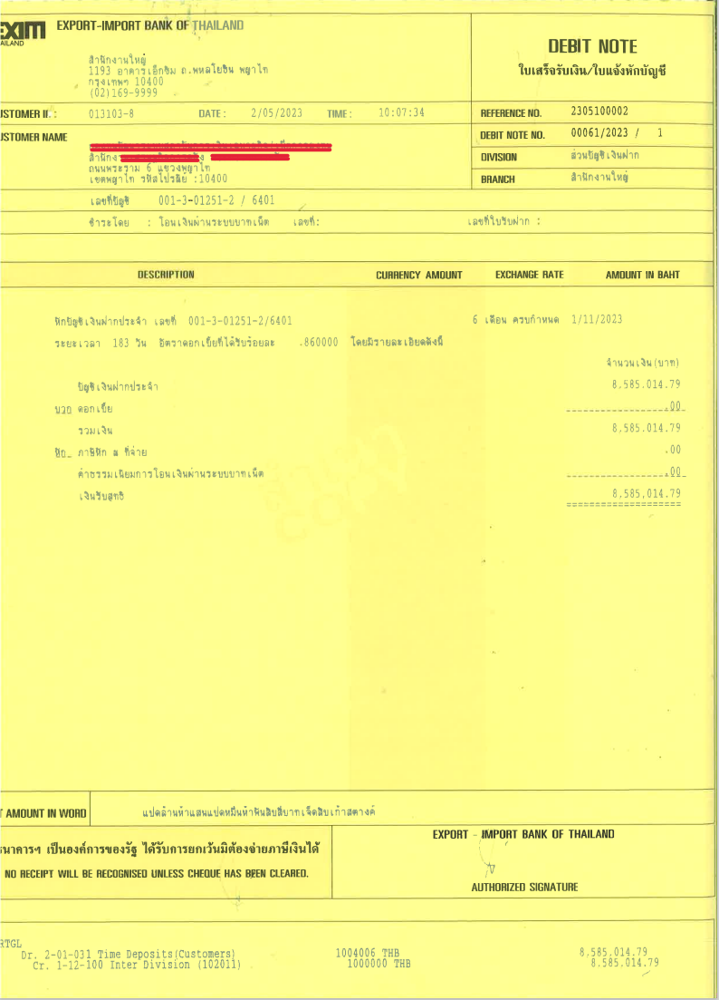 EXIM EXPORT-IMPORT BANK OF THAILAND
AILAND
DEBIT NOTE
ใบเสร็จรับเงิน/ใบแจ้งหักบัญชี
สำนักงานใหญ่
1193 อาคารเอ็กซิม ถ.พหลโยธิน พญาไท
กรุงเทพฯ 10400
(02)169-9999
USTOMER II. : 013103-8 DATE : 2/05/2023 TIME : 10:07:34
REFERENCE NO. 2305100002
USTOMER NAME
DEBIT NOTE NO. 00061/2023 / 1
สำนักง
DIVISION ส่วนบัญชีเงินฝาก
ถนนพระราม 6 แขวงพญาไท
เขตพญาไท รหัสไปรษณีย์ :10400
BRANCH สำนักงานใหญ่
เลขที่บัญชี 001-3-01251-2 / 6401
ชำระโดย : โอนเงินผ่านระบบบาทเน็ต เลขที่: เลขที่ใบรับฝาก :
DESCRIPTION CURRENCY AMOUNT EXCHANGE RATE AMOUNT IN BAHT
หักบัญชีเงินฝากประจำ เลขที่ 001-3-01251-2/6401 6 เดือน ครบกำหนด 1/11/2023
ระยะเวลา 183 วัน อัตราดอกเบี้ยที่ได้รับร้อยละ .860000 โดยมีรายละเอียดดังนี้
จำนวนเงิน(บาท)
บัญชีเงินฝากประจำ 8,585,014.79
บวก ดอกเบี้ย .00
รวมเงิน 8,585,014.79
หัก_ ภาษีหัก ณ ที่จ่าย .00
ค่าธรรมเนียมการโอนเงินผ่านระบบบาทเน็ต .00
เงินรับสุทธิ 8,585,014.79
====================
T AMOUNT IN WORD แปดล้านห้าแสนแปดหมื่นห้าพันสิบสี่บาทเจ็ดสิบเก้าสตางค์
ธนาคารฯ เป็นองค์การของรัฐ ได้รับการยกเว้นมิต้องจ่ายภาษีเงินได้
NO RECEIPT WILL BE RECOGNISED UNLESS CHEQUE HAS BEEN CLEARED.
EXPORT - IMPORT BANK OF THAILAND
AUTHORIZED SIGNATURE
RTGL
Dr. 2-01-031 Time Deposits(Customers) 1004006 THB 8,585,014.79
Cr. 1-12-100 Inter Division (102011) 1000000 THB 8,585,014.79